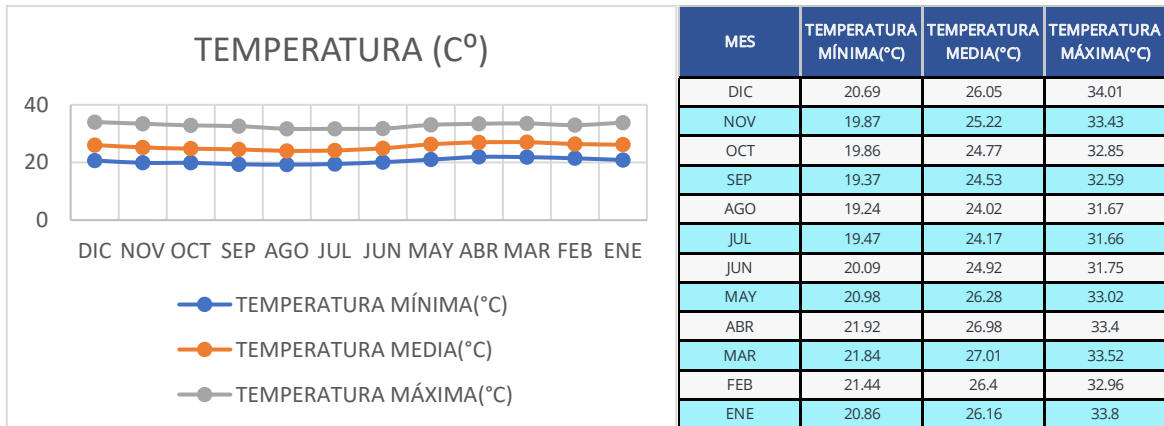 TEMPERATURA (C⁰)
40
20
0
DIC NOV OCT SEP AGO JUL JUN MAY ABR MAR FEB ENE
TEMPERATURA MÍNIMA(°C)
TEMPERATURA MEDIA(°C)
TEMPERATURA MÁXIMA(°C)
MES TEMPERATURA MÍNIMA(°C) TEMPERATURA MEDIA(°C) TEMPERATURA MÁXIMA(°C)
DIC 20.69 26.05 34.01
NOV 19.87 25.22 33.43
OCT 19.86 24.77 32.85
SEP 19.37 24.53 32.59
AGO 19.24 24.02 31.67
JUL 19.47 24.17 31.66
JUN 20.09 24.92 31.75
MAY 20.98 26.28 33.02
ABR 21.92 26.98 33.4
MAR 21.84 27.01 33.52
FEB 21.44 26.4 32.96
ENE 20.86 26.16 33.8